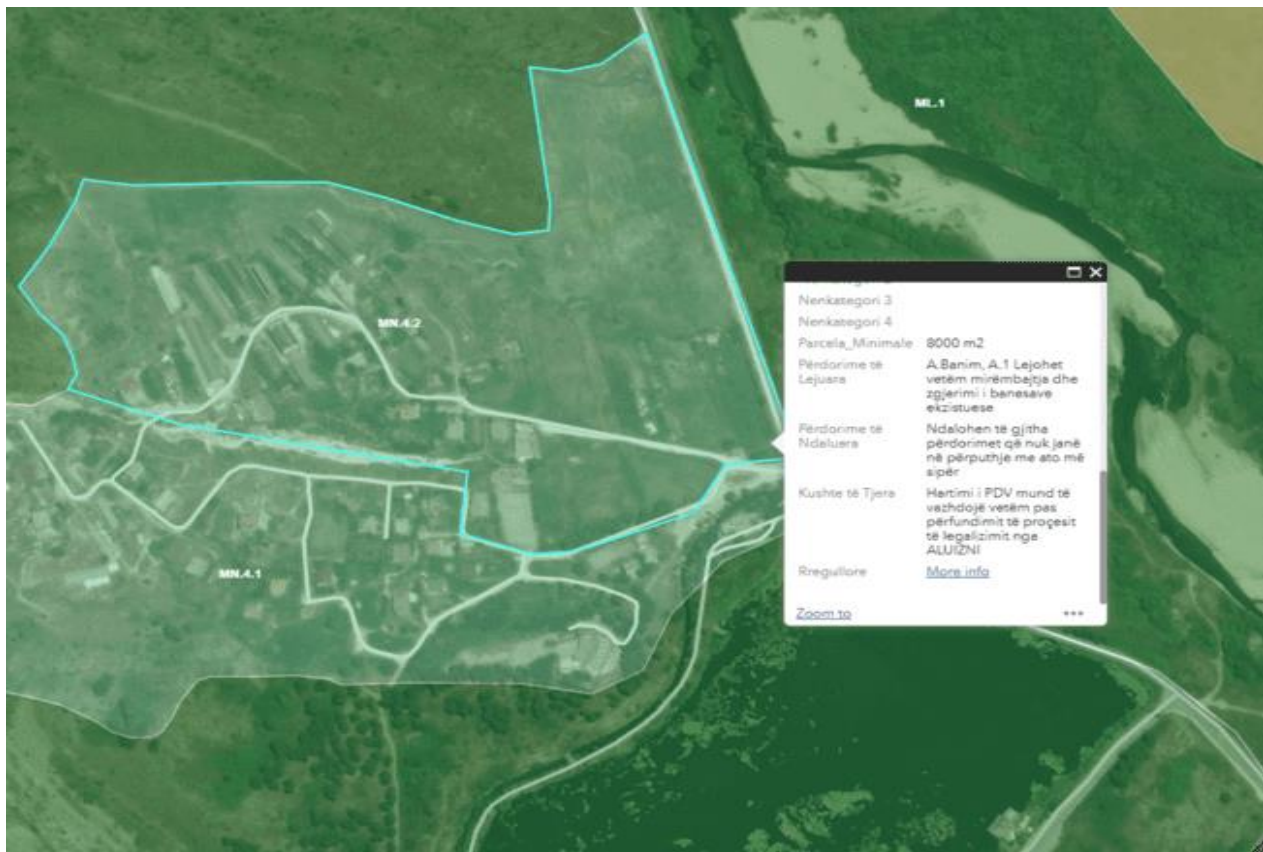 ML.1
MN.4.2
MN.4.1
Nenkategori 3
Nenkategori 4
Parcela_Minimale 8000 m2
Përdorime të Lejuara A.Banim, A.1 Lejohet
vetëm mirëmbajtja dhe
zgjerimi i banesave
ekzistuese
Përdorime të Ndaluara Ndalohen të gjitha
përdorimet që nuk janë
në përputhje me ato më
sipër
Kushte të Tjera Hartimi i PDV mund të
vazhdojë vetëm pas
përfundimit të proçesit
të legalizimit nga
ALUIZNI
Rregullore More info
Zoom to